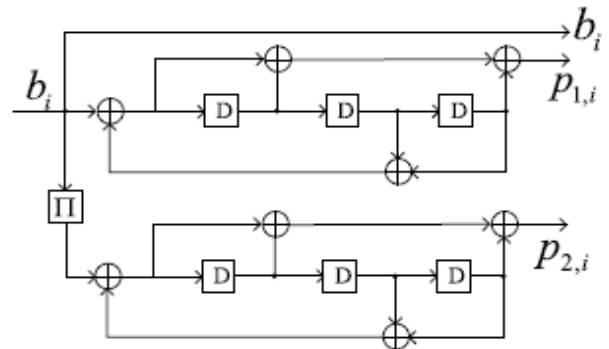 b_i
p_{1,i}
b_i
D D D
Π
p_{2,i}
D D D